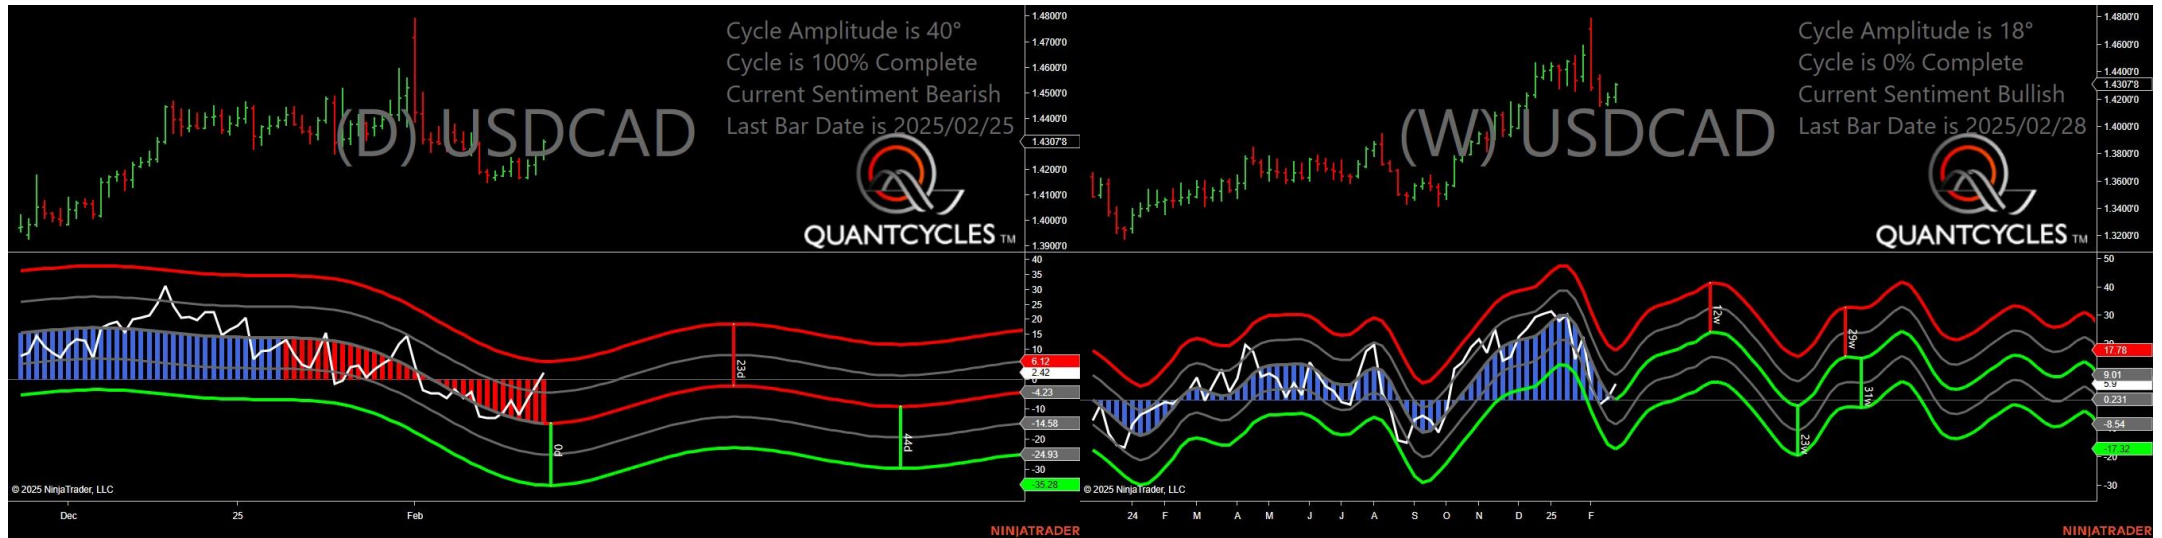 Cycle Amplitude is 40°
Cycle is 100% Complete
Current Sentiment Bearish
Last Bar Date is 2025/02/25
(D) USDCAD
QUANTCYCLES TM
1.4800'0
1.4700'0
1.4600'0
1.4500'0
1.4400'0
1.4307'8
1.4200'0
1.4100'0
1.4000'0
1.3900'0
40
35
30
25
20
15
10
6.12
2.42
0
-4.23
-10
-14.58
-20
-24.93
-30
-35.28
0d
23d
44d
© 2025 NinjaTrader, LLC
Dec
25
Feb
NINJATRADER
Cycle Amplitude is 18°
Cycle is 0% Complete
Current Sentiment Bullish
Last Bar Date is 2025/02/28
(W) USDCAD
QUANTCYCLES TM
1.4800'0
1.4600'0
1.4400'0
1.4307'8
1.4200'0
1.4000'0
1.3800'0
1.3600'0
1.3400'0
1.3200'0
50
40
30
17.78
9.01
5.9
0.231
-8.54
-17.32
-20
-30
12w
23w
29w
31w
© 2025 NinjaTrader, LLC
24 F M A M J J A S O N D 25 F
NINJATRADER